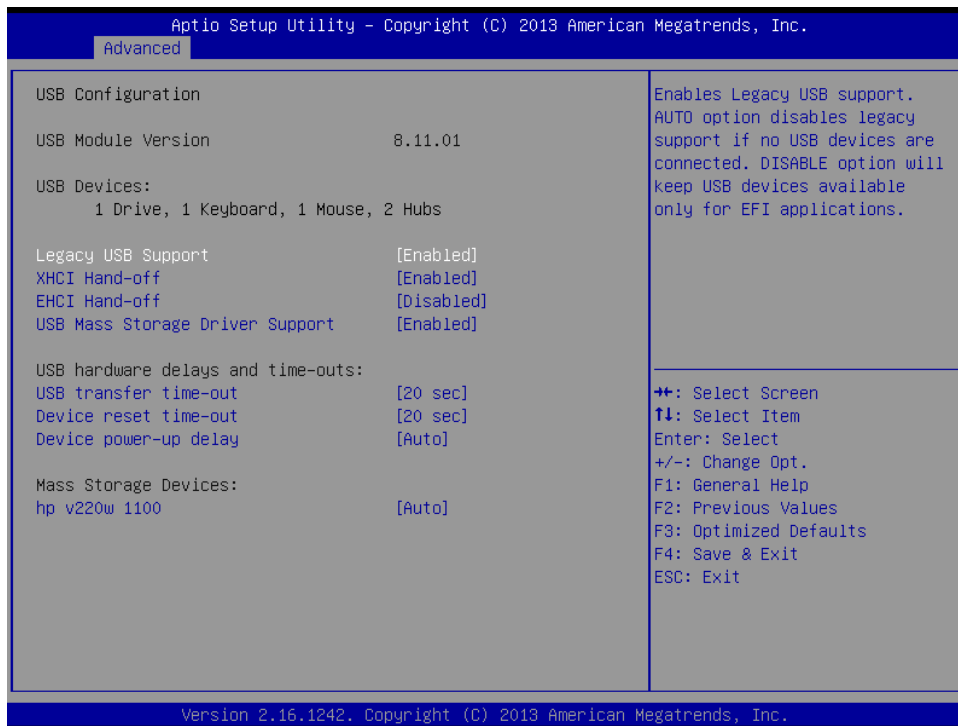 Aptio Setup Utility – Copyright (C) 2013 American Megatrends, Inc.
Advanced
USB Configuration
USB Module Version 8.11.01
USB Devices:
1 Drive, 1 Keyboard, 1 Mouse, 2 Hubs
Legacy USB Support [Enabled]
XHCI Hand-off [Enabled]
EHCI Hand-off [Disabled]
USB Mass Storage Driver Support [Enabled]
USB hardware delays and time-outs:
USB transfer time-out [20 sec]
Device reset time-out [20 sec]
Device power-up delay [Auto]
Mass Storage Devices:
hp v220w 1100 [Auto]
Enables Legacy USB support.
AUTO option disables legacy
support if no USB devices are
connected. DISABLE option will
keep USB devices available
only for EFI applications.
→←: Select Screen
↑↓: Select Item
Enter: Select
+/-: Change Opt.
F1: General Help
F2: Previous Values
F3: Optimized Defaults
F4: Save & Exit
ESC: Exit
Version 2.16.1242. Copyright (C) 2013 American Megatrends, Inc.